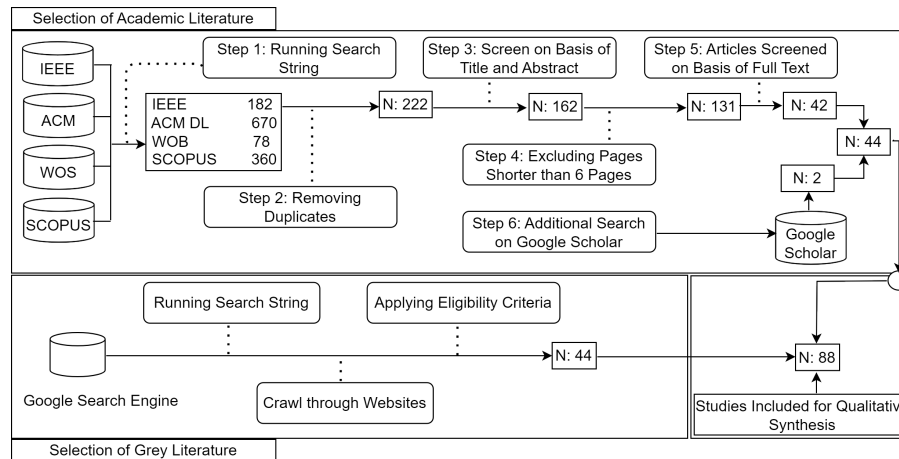 Selection of Academic Literature
IEEE
ACM
WOS
SCOPUS
Step 1: Running Search
String
IEEE 182
ACM DL 670
WOB 78
SCOPUS 360
Step 2: Removing
Duplicates
N: 222
Step 3: Screen on Basis of
Title and Abstract
N: 162
Step 4: Excluding Pages
Shorter than 6 Pages
N: 131
Step 5: Articles Screened
on Basis of Full Text
N: 42
N: 44
N: 2
Step 6: Additional Search
on Google Scholar
Google
Scholar
Running Search String
Applying Eligibility Criteria
Google Search Engine
Crawl through Websites
N: 44
N: 88
Studies Included for Qualitative
Synthesis
Selection of Grey Literature